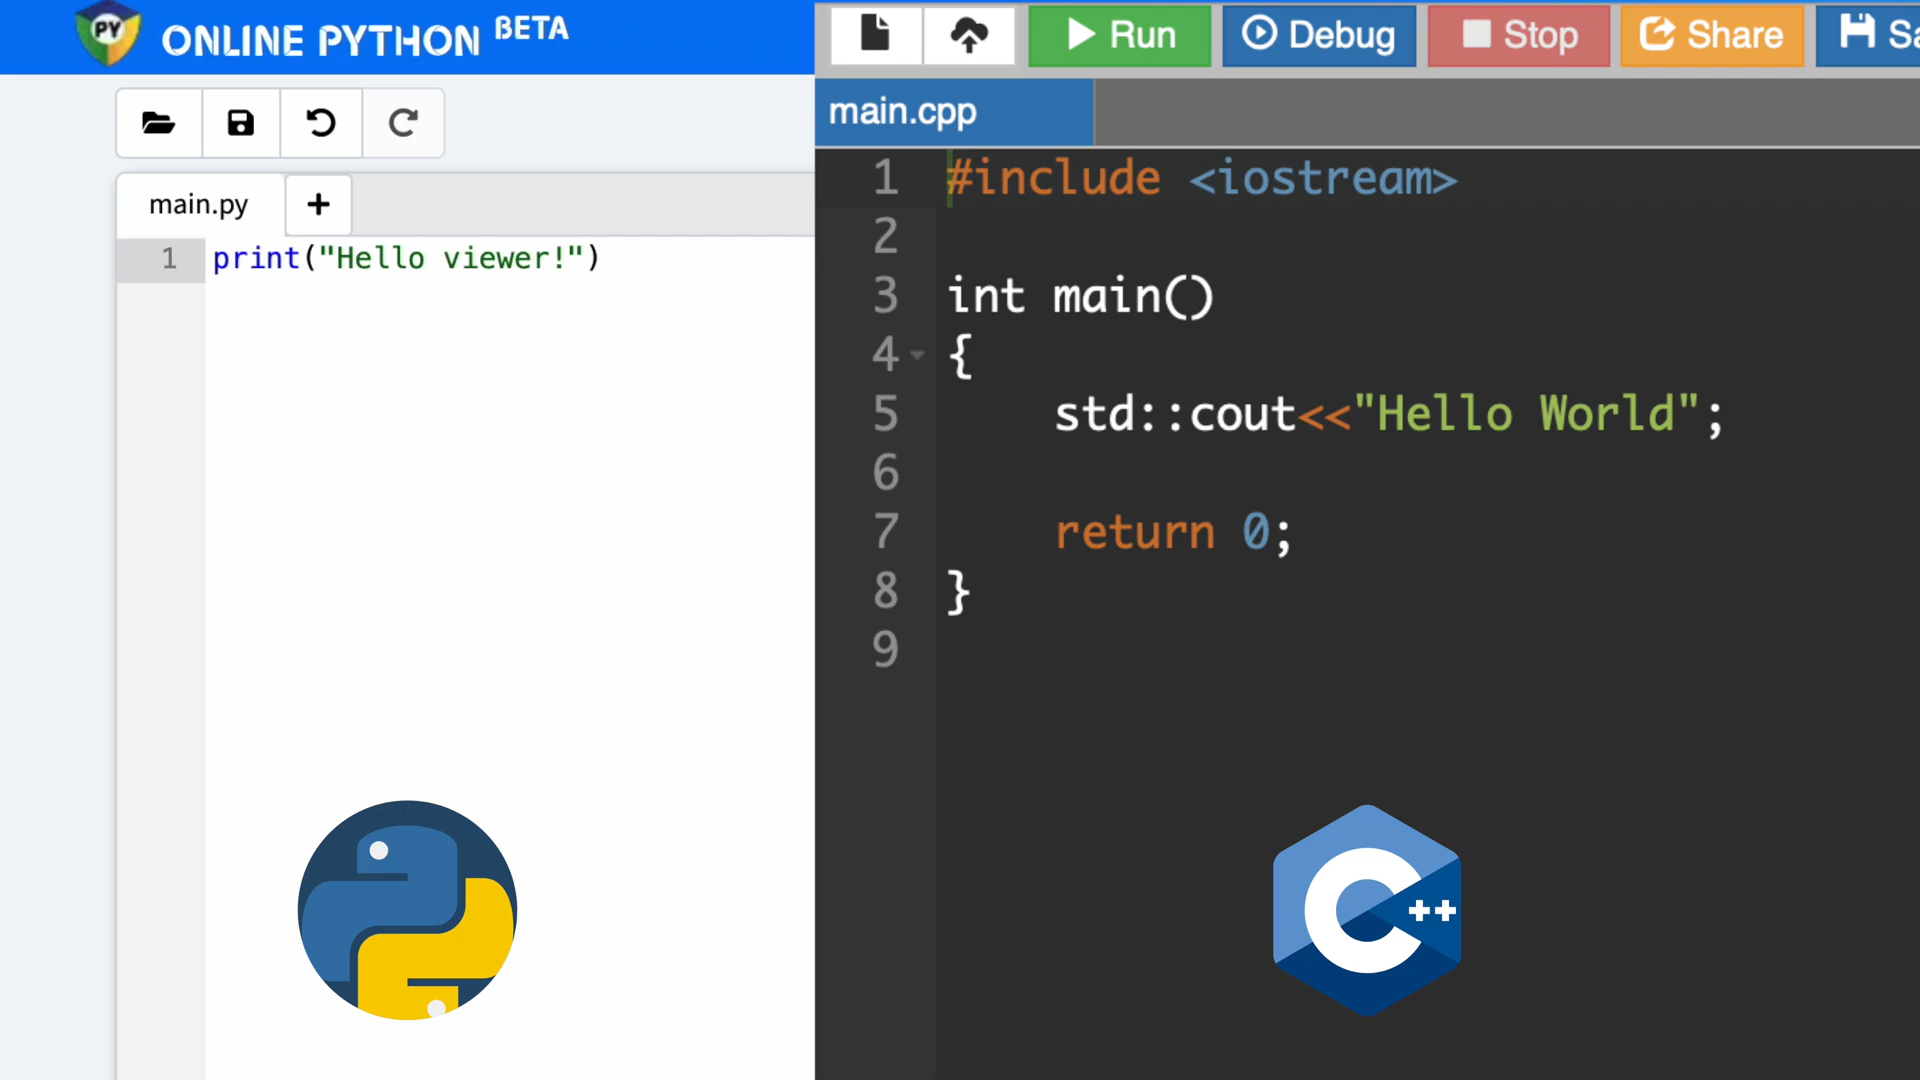 PY
ONLINE PYTHON BETA
main.py +
1 print("Hello viewer!")
Run Debug Stop Share Sa
main.cpp
1 #include <iostream>
2
3 int main()
4 {
5 std::cout<<"Hello World";
6
7 return 0;
8 }
9
C++